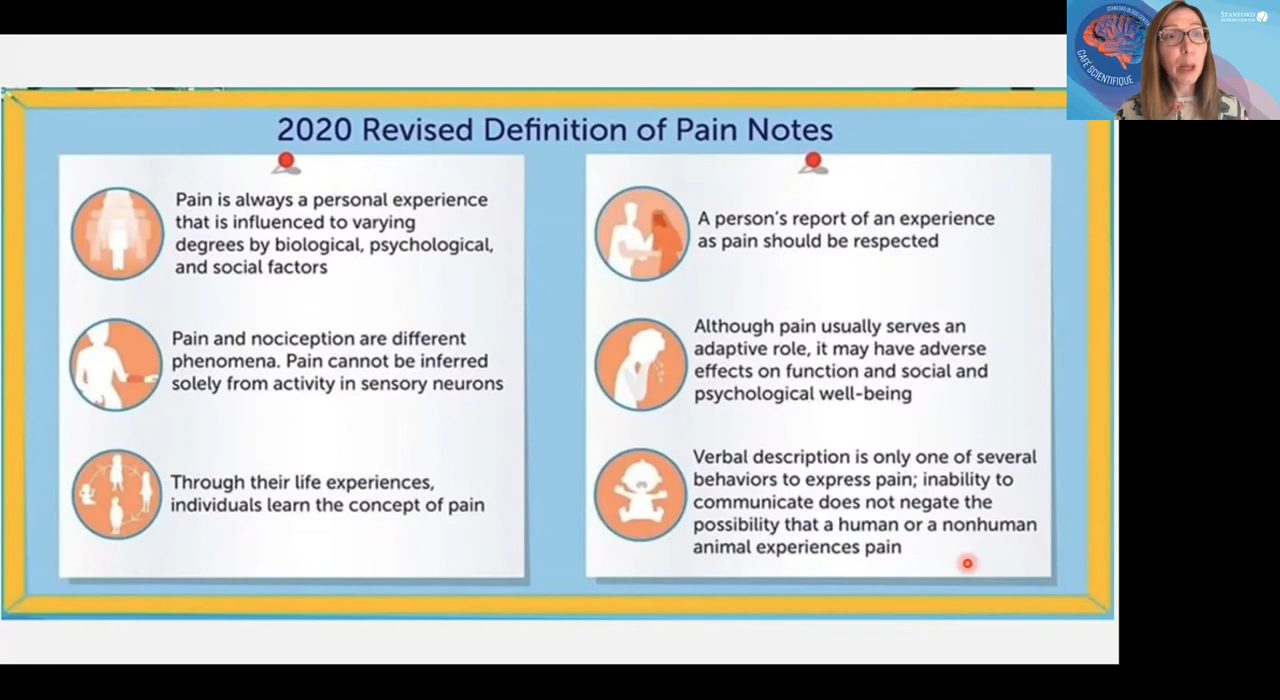 2020 Revised Definition of Pain Notes
Pain is always a personal experience
that is influenced to varying
degrees by biological, psychological,
and social factors
Pain and nociception are different
phenomena. Pain cannot be inferred
solely from activity in sensory neurons
Through their life experiences,
individuals learn the concept of pain
A person's report of an experience
as pain should be respected
Although pain usually serves an
adaptive role, it may have adverse
effects on function and social and
psychological well-being
Verbal description is only one of several
behaviors to express pain; inability to
communicate does not negate the
possibility that a human or a nonhuman
animal experiences pain
STANFORD BLOOD CENTER
CAFÉ SCIENTIFIQUE
STANFORD
BLOOD CENTER